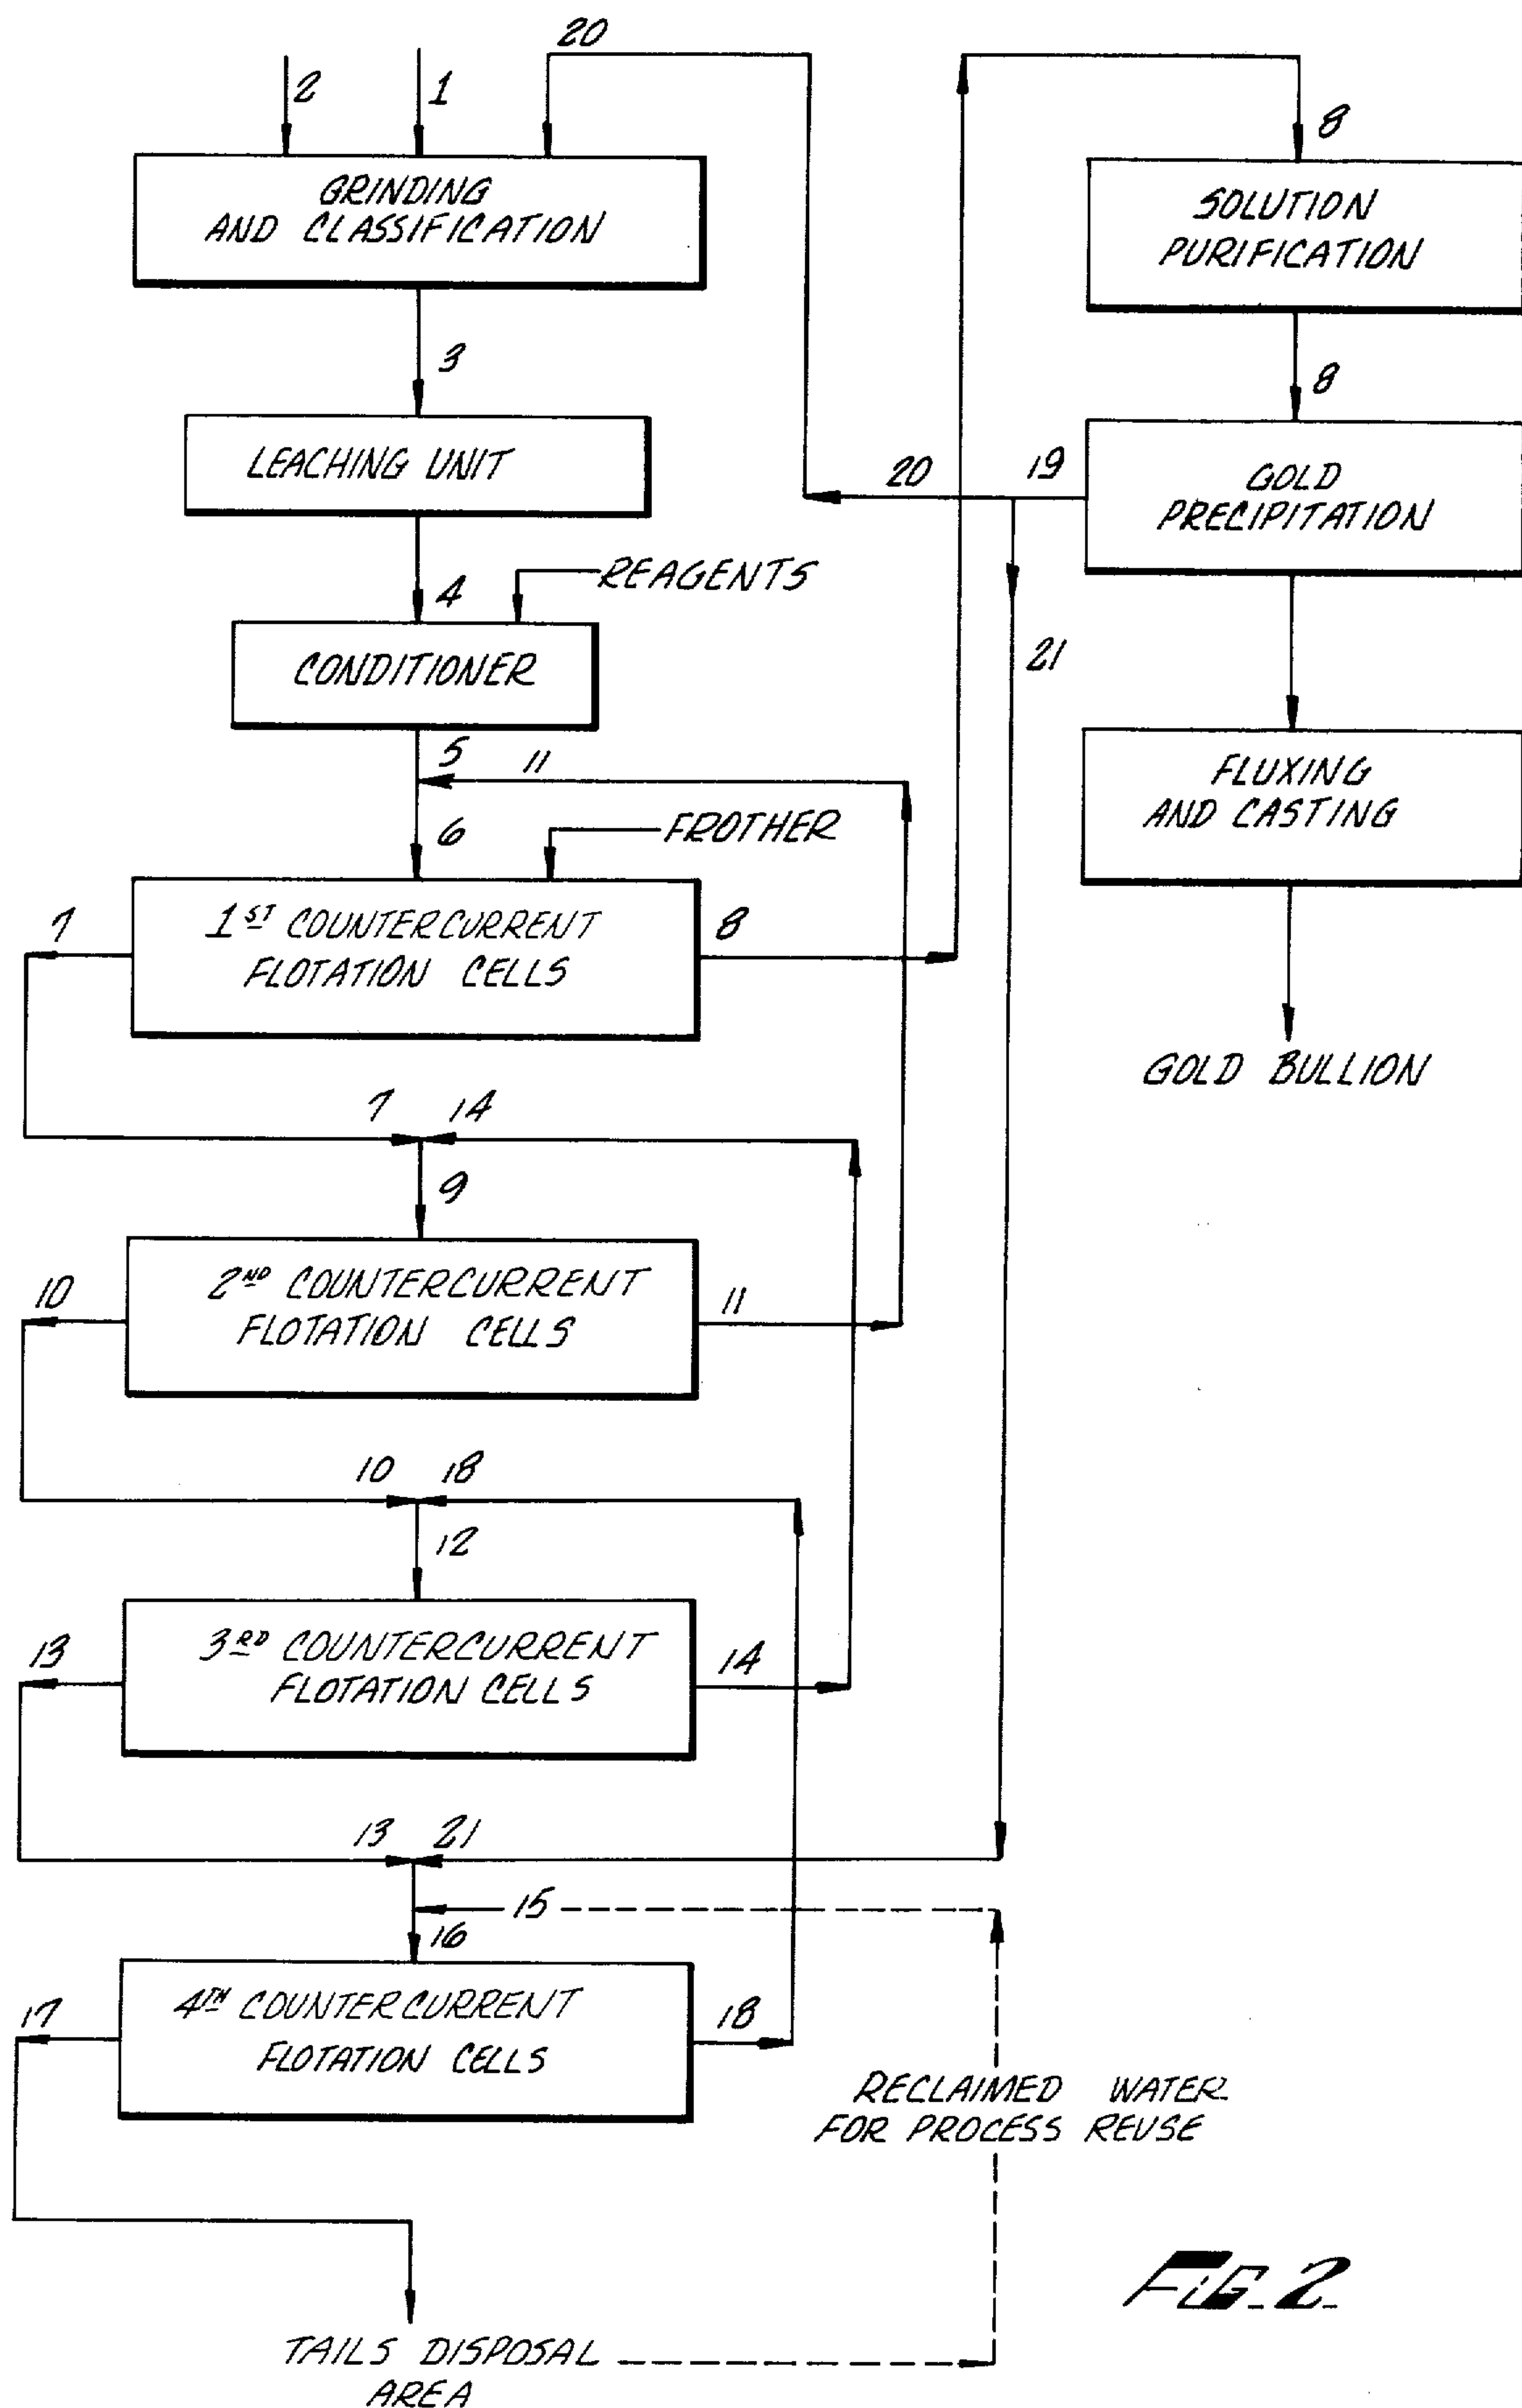 20
2
1
8
GRINDING
AND CLASSIFICATION
SOLUTION
PURIFICATION
3
8
LEACHING UNIT
20
19
GOLD
PRECIPITATION
4
REAGENTS
21
CONDITIONER
5
11
FLUXING
AND CASTING
6
FROTHER
7
1ST COUNTERCURRENT
FLOTATION CELLS
8
GOLD BULLION
7
14
9
10
2ND COUNTERCURRENT
FLOTATION CELLS
11
10
18
12
13
3RD COUNTERCURRENT
FLOTATION CELLS
14
13
21
15
16
17
4TH COUNTERCURRENT
FLOTATION CELLS
18
RECLAIMED WATER
FOR PROCESS REUSE
FIG. 2
TAILS DISPOSAL
AREA